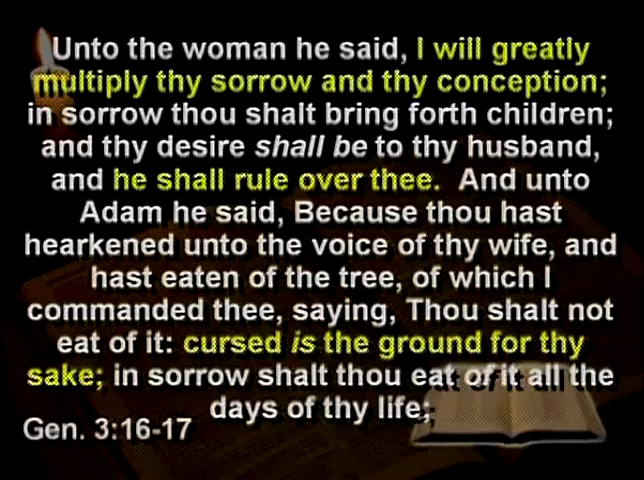 Unto the woman he said, I will greatly
multiply thy sorrow and thy conception;
in sorrow thou shalt bring forth children;
and thy desire shall be to thy husband,
and he shall rule over thee.  And unto
Adam he said, Because thou hast
hearkened unto the voice of thy wife, and
hast eaten of the tree, of which I
commanded thee, saying, Thou shalt not
eat of it: cursed is the ground for thy
sake; in sorrow shalt thou eat of it all the
days of thy life;
Gen. 3:16-17